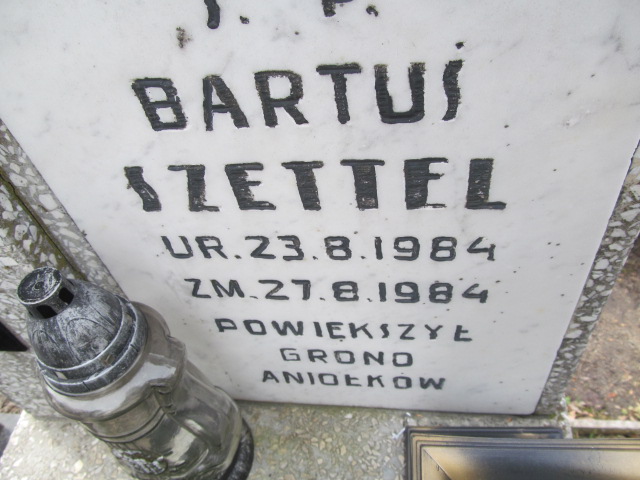 Ś. P.
BARTUŚ
SZETTEL
UR. 23.8.1984
ZM. 27.8.1984
POWIĘKSZYŁ
GRONO
ANIOŁKÓW